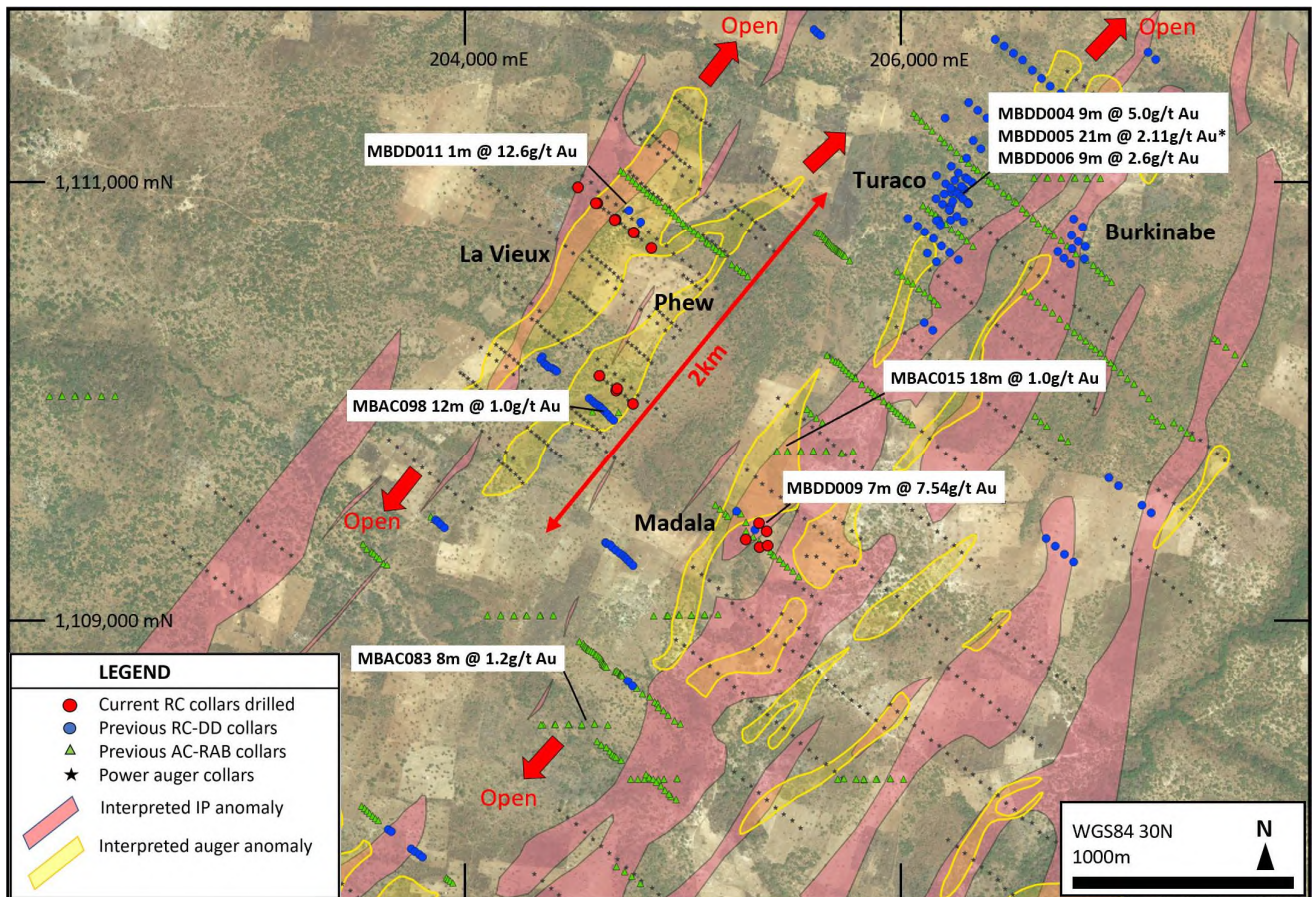 Open
Open
204,000 mE
206,000 mE
MBDD004 9m @ 5.0g/t Au
MBDD005 21m @ 2.11g/t Au*
MBDD006 9m @ 2.6g/t Au
MBDD011 1m @ 12.6g/t Au
1,111,000 mN
Turaco
Burkinabe
La Vieux
Phew
2km
MBAC015 18m @ 1.0g/t Au
MBAC098 12m @ 1.0g/t Au
MBDD009 7m @ 7.54g/t Au
Open
Madala
1,109,000 mN
MBAC083 8m @ 1.2g/t Au
Open
LEGEND
Current RC collars drilled
Previous RC-DD collars
Previous AC-RAB collars
Power auger collars
Interpreted IP anomaly
Interpreted auger anomaly
WGS84 30N
N
1000m